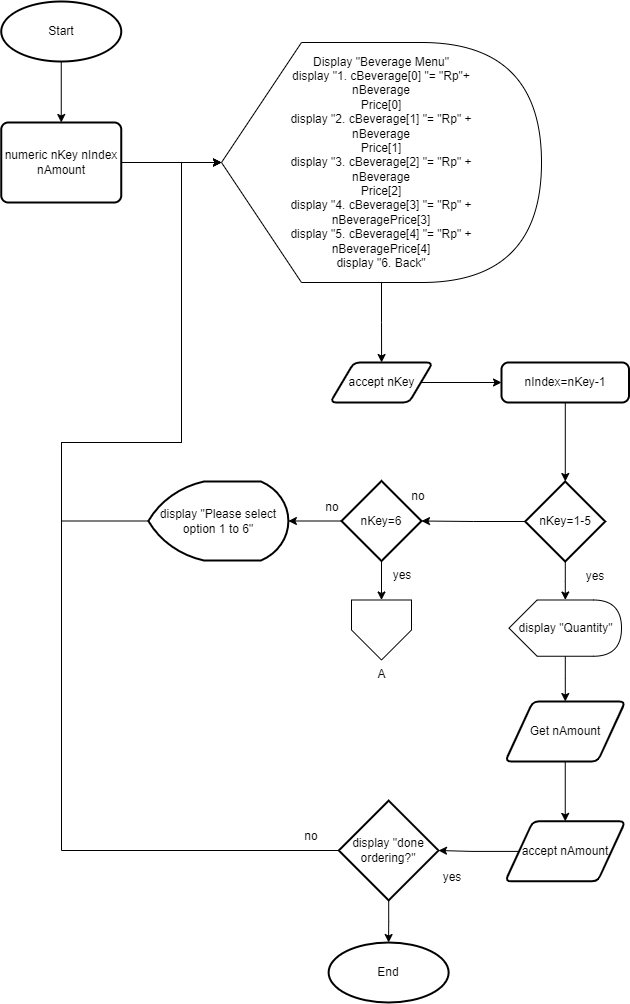 Start
numeric nKey nIndex
nAmount
Display "Beverage Menu"
display "1. cBeverage[0] "= "Rp"+
nBeverage
Price[0]
display "2. cBeverage[1] "= "Rp" +
nBeverage
Price[1]
display "3. cBeverage[2] "= "Rp" +
nBeverage
Price[2]
display "4. cBeverage[3] "= "Rp" +
nBeveragePrice[3]
display "5. cBeverage[4] "= "Rp" +
nBeveragePrice[4]
display "6. Back"
accept nKey
nIndex=nKey-1
nKey=1-5
no
nKey=6
no
display "Please select
option 1 to 6"
yes
A
yes
display "Quantity"
Get nAmount
accept nAmount
display "done
ordering?"
no
yes
End